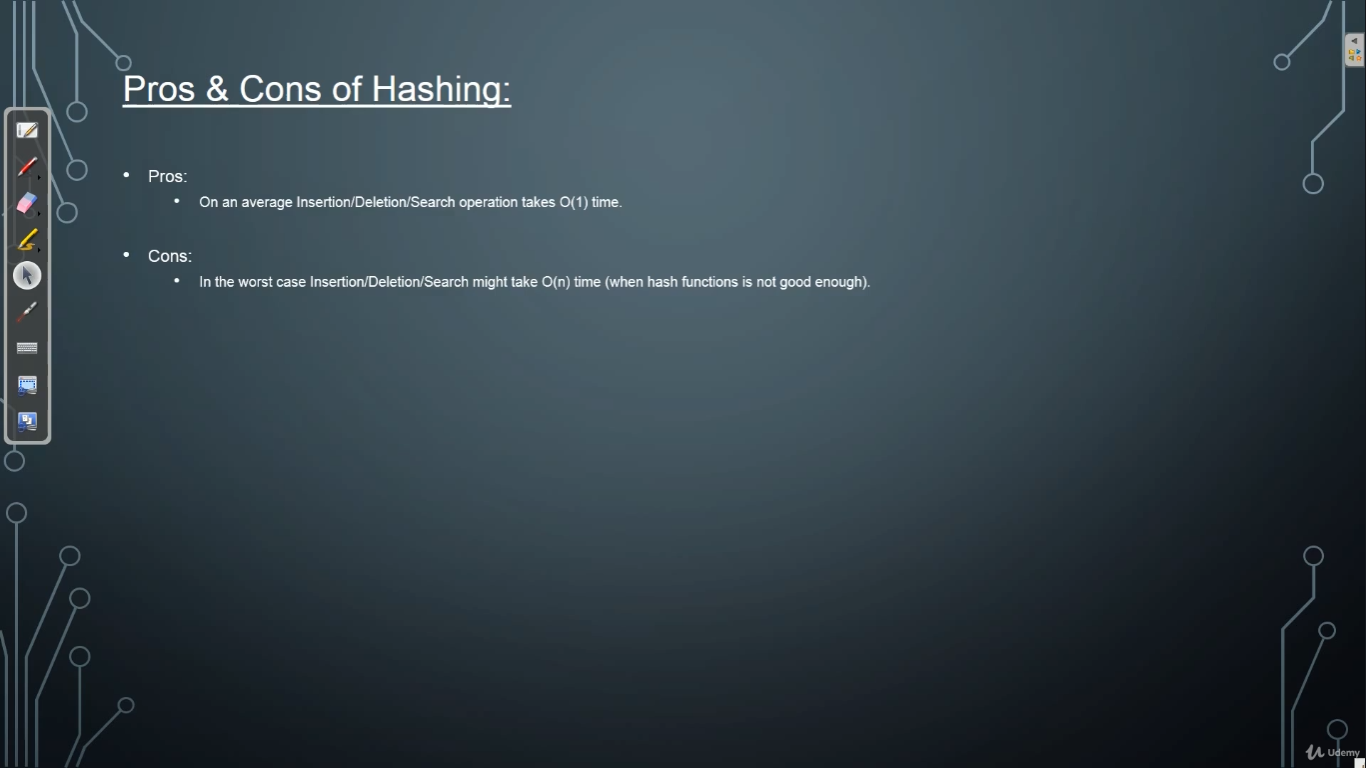 Pros & Cons of Hashing:
• Pros:
• On an average Insertion/Deletion/Search operation takes O(1) time.
• Cons:
• In the worst case Insertion/Deletion/Search might take O(n) time (when hash functions is not good enough).
Udemy